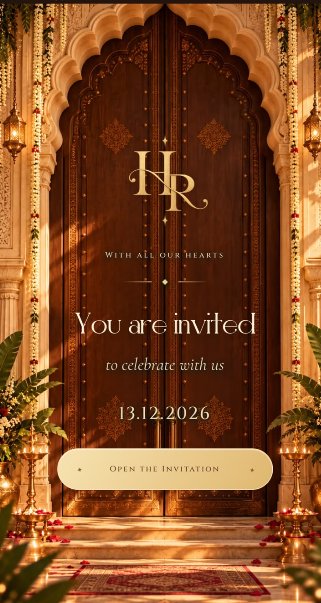 HR
With all our hearts
You are invited
to celebrate with us
13.12.2026
Open the Invitation